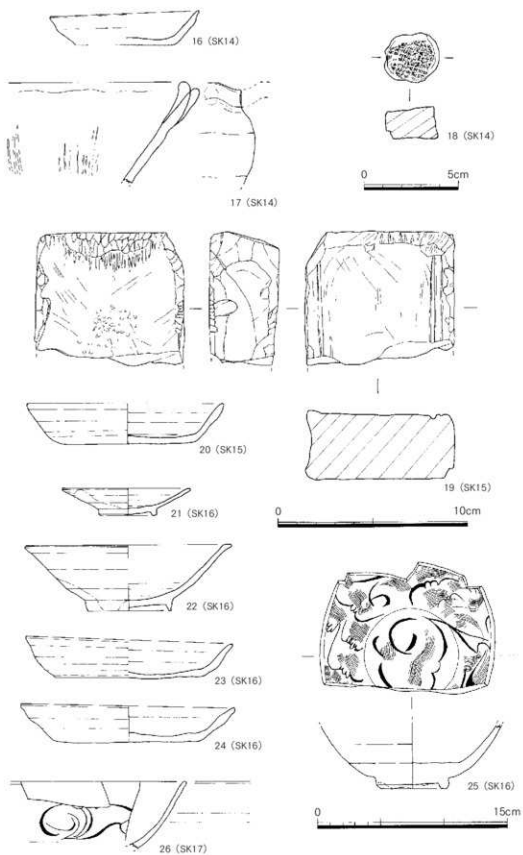 16 (SK14)
17 (SK14)
18 (SK14)
0 5cm
19 (SK15)
0 10cm
20 (SK15)
21 (SK16)
22 (SK16)
23 (SK16)
24 (SK16)
25 (SK16)
0 15cm
26 (SK17)